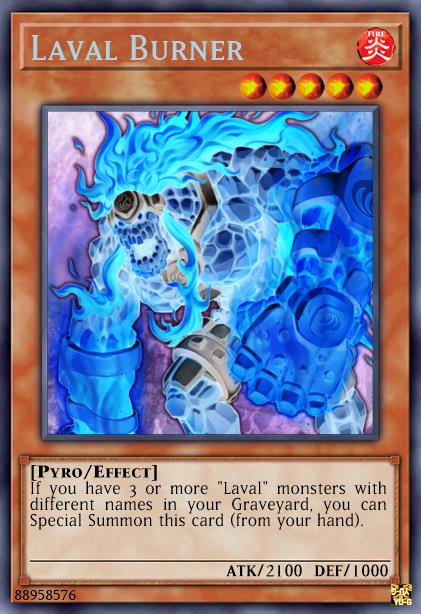 LAVAL BURNER
FIRE
炎
[PYRO/EFFECT]
If you have 3 or more "Laval" monsters with
different names in your Graveyard, you can
Special Summon this card (from your hand).
ATK/2100 DEF/1000
88958576